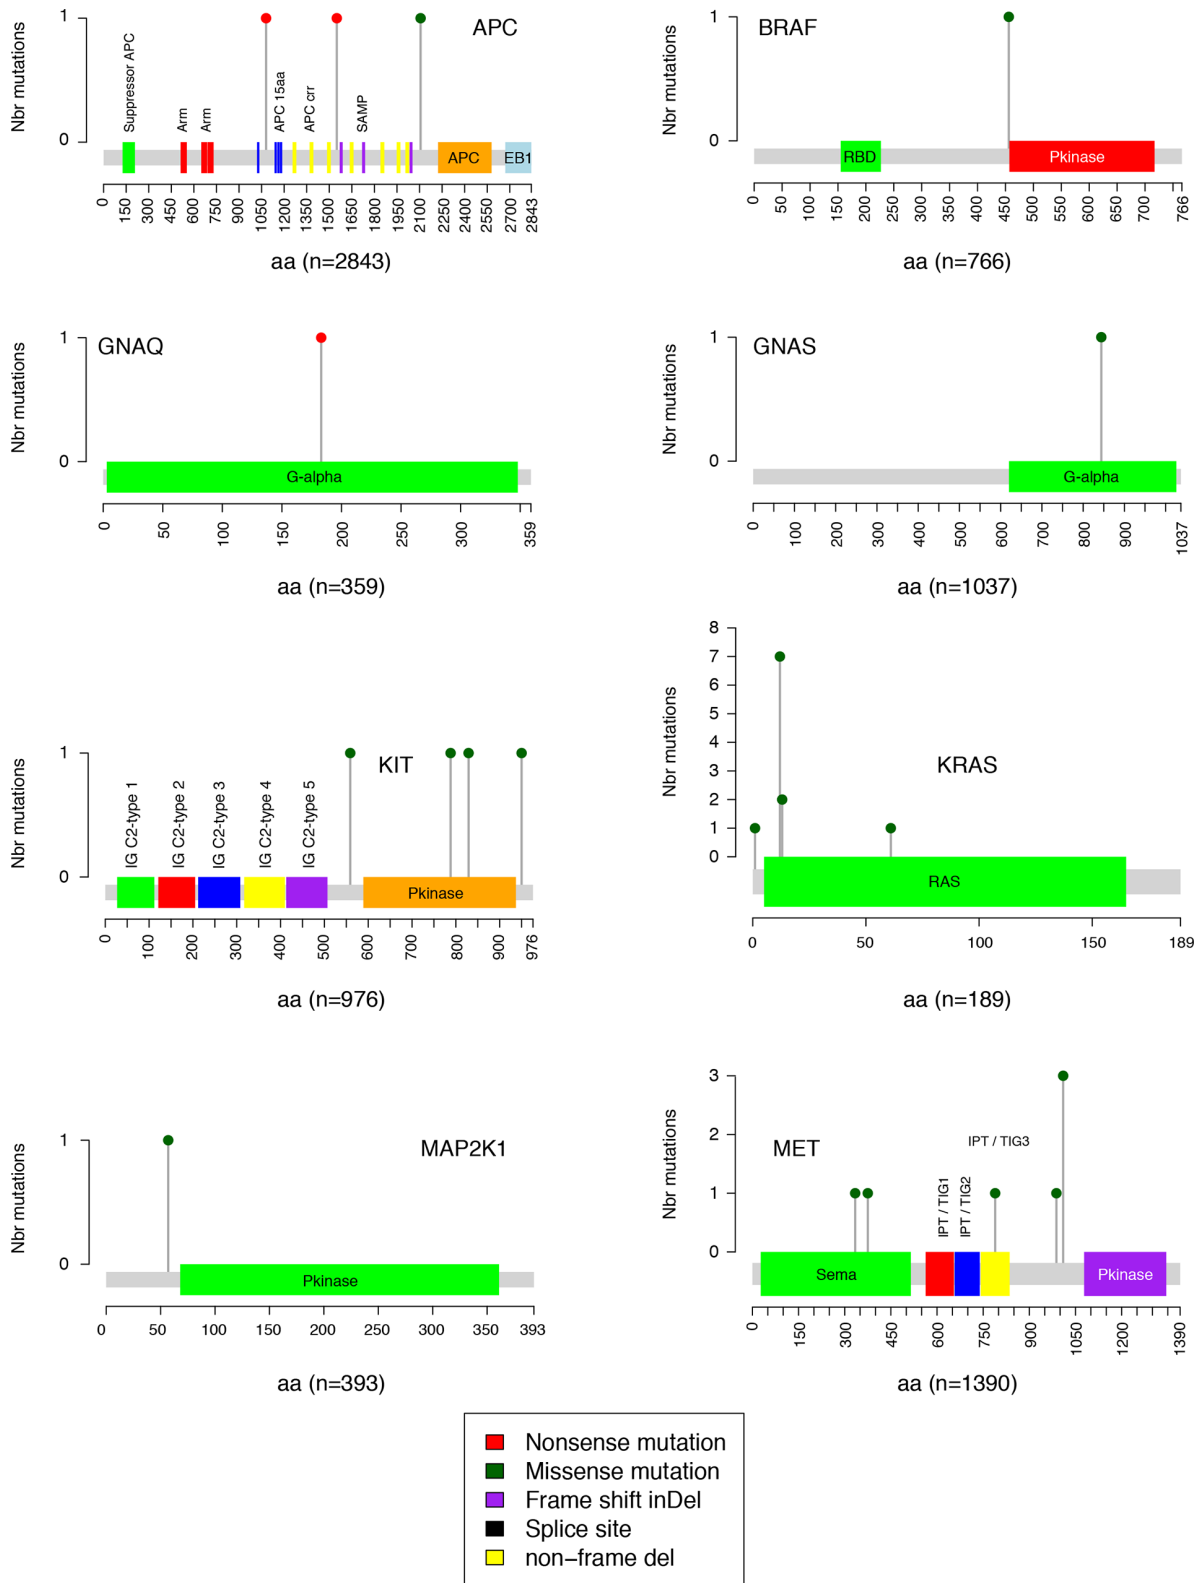 APC
Nbr mutations
1
0
Suppressor APC
Arm
Arm
APC 15aa
APC crr
SAMP
APC
EB1
0 150 300 450 600 750 900 1050 1200 1350 1500 1650 1800 1950 2100 2250 2400 2550 2700 2843
aa (n=2843)
BRAF
Nbr mutations
1
0
RBD
Pkinase
0 50 100 150 200 250 300 350 400 450 500 550 600 650 700 766
aa (n=766)
GNAQ
Nbr mutations
1
0
G-alpha
0 50 100 150 200 250 300 359
aa (n=359)
GNAS
Nbr mutations
1
0
G-alpha
0 100 200 300 400 500 600 700 800 900 1037
aa (n=1037)
KIT
Nbr mutations
1
0
IG C2-type 1
IG C2-type 2
IG C2-type 3
IG C2-type 4
IG C2-type 5
Pkinase
0 100 200 300 400 500 600 700 800 900 976
aa (n=976)
KRAS
Nbr mutations
8
7
6
5
4
3
2
1
0
RAS
0 50 100 150 189
aa (n=189)
MAP2K1
Nbr mutations
1
0
Pkinase
0 50 100 150 200 250 300 350 393
aa (n=393)
MET
Nbr mutations
3
2
1
0
IPT / TIG1
IPT / TIG2
IPT / TIG3
Sema
Pkinase
0 150 300 450 600 750 900 1050 1200 1390
aa (n=1390)
Nonsense mutation
Missense mutation
Frame shift inDel
Splice site
non−frame del